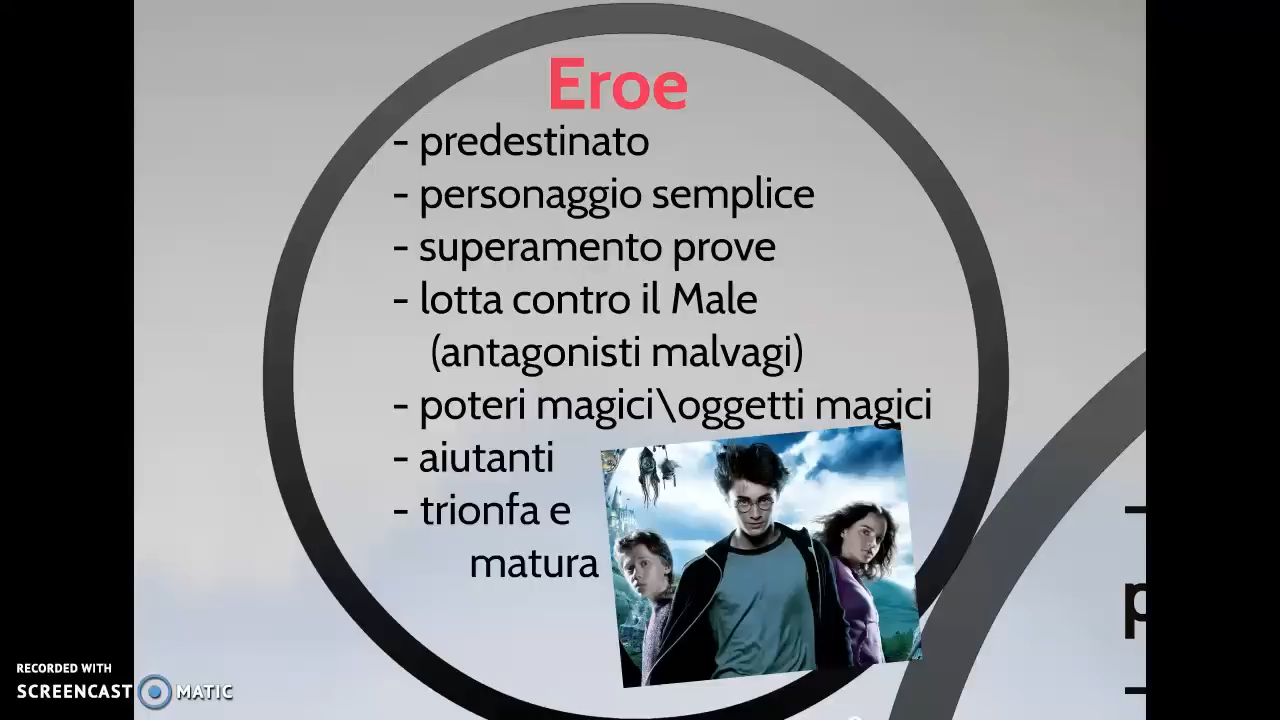 Eroe
- predestinato
- personaggio semplice
- superamento prove
- lotta contro il Male
(antagonisti malvagi)
- poteri magici\oggetti magici
- aiutanti
- trionfa e
matura
-
p
-
RECORDED WITH
SCREENCAST MATIC